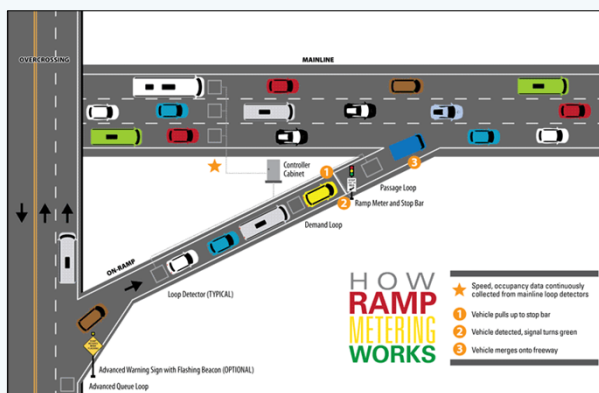 OVERCROSSING
MAINLINE
Controller
Cabinet
1
3
Passage Loop
2
Ramp Meter and Stop Bar
Demand Loop
ON-RAMP
Loop Detector (TYPICAL)
Advanced Warning Sign with Flashing Beacon (OPTIONAL)
Advanced Queue Loop
HOW
RAMP
METERING
WORKS
Speed, occupancy data continuously
collected from mainline loop detectors
1 Vehicle pulls up to stop bar
2 Vehicle detected, signal turns green
3 Vehicle merges onto freeway